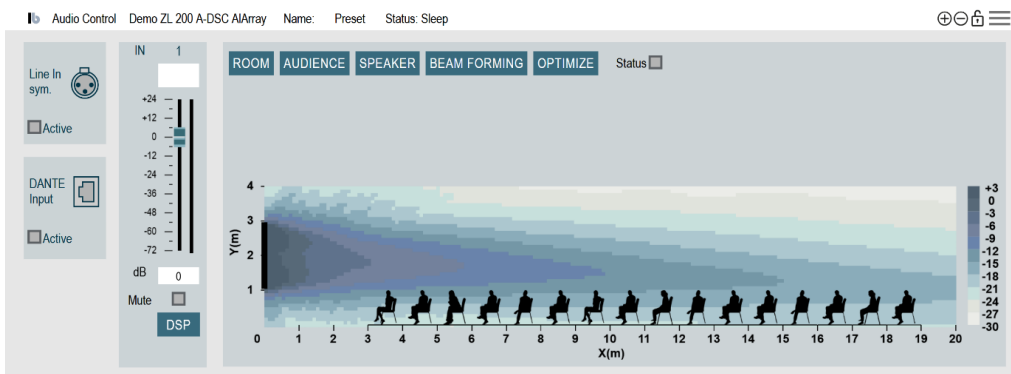 lb Audio Control Demo ZL 200 A-DSC AIArray Name: Preset Status: Sleep
Line In
sym.
Active
DANTE
Input
Active
IN 1
+24
+12
0
-12
-24
-36
-48
-60
-72
dB 0
Mute
DSP
ROOM AUDIENCE SPEAKER BEAM FORMING OPTIMIZE Status
4
3
2
1
Y(m)
0 1 2 3 4 5 6 7 8 9 10 11 12 13 14 15 16 17 18 19 20
X(m)
+3
0
-3
-6
-9
-12
-15
-18
-21
-24
-27
-30